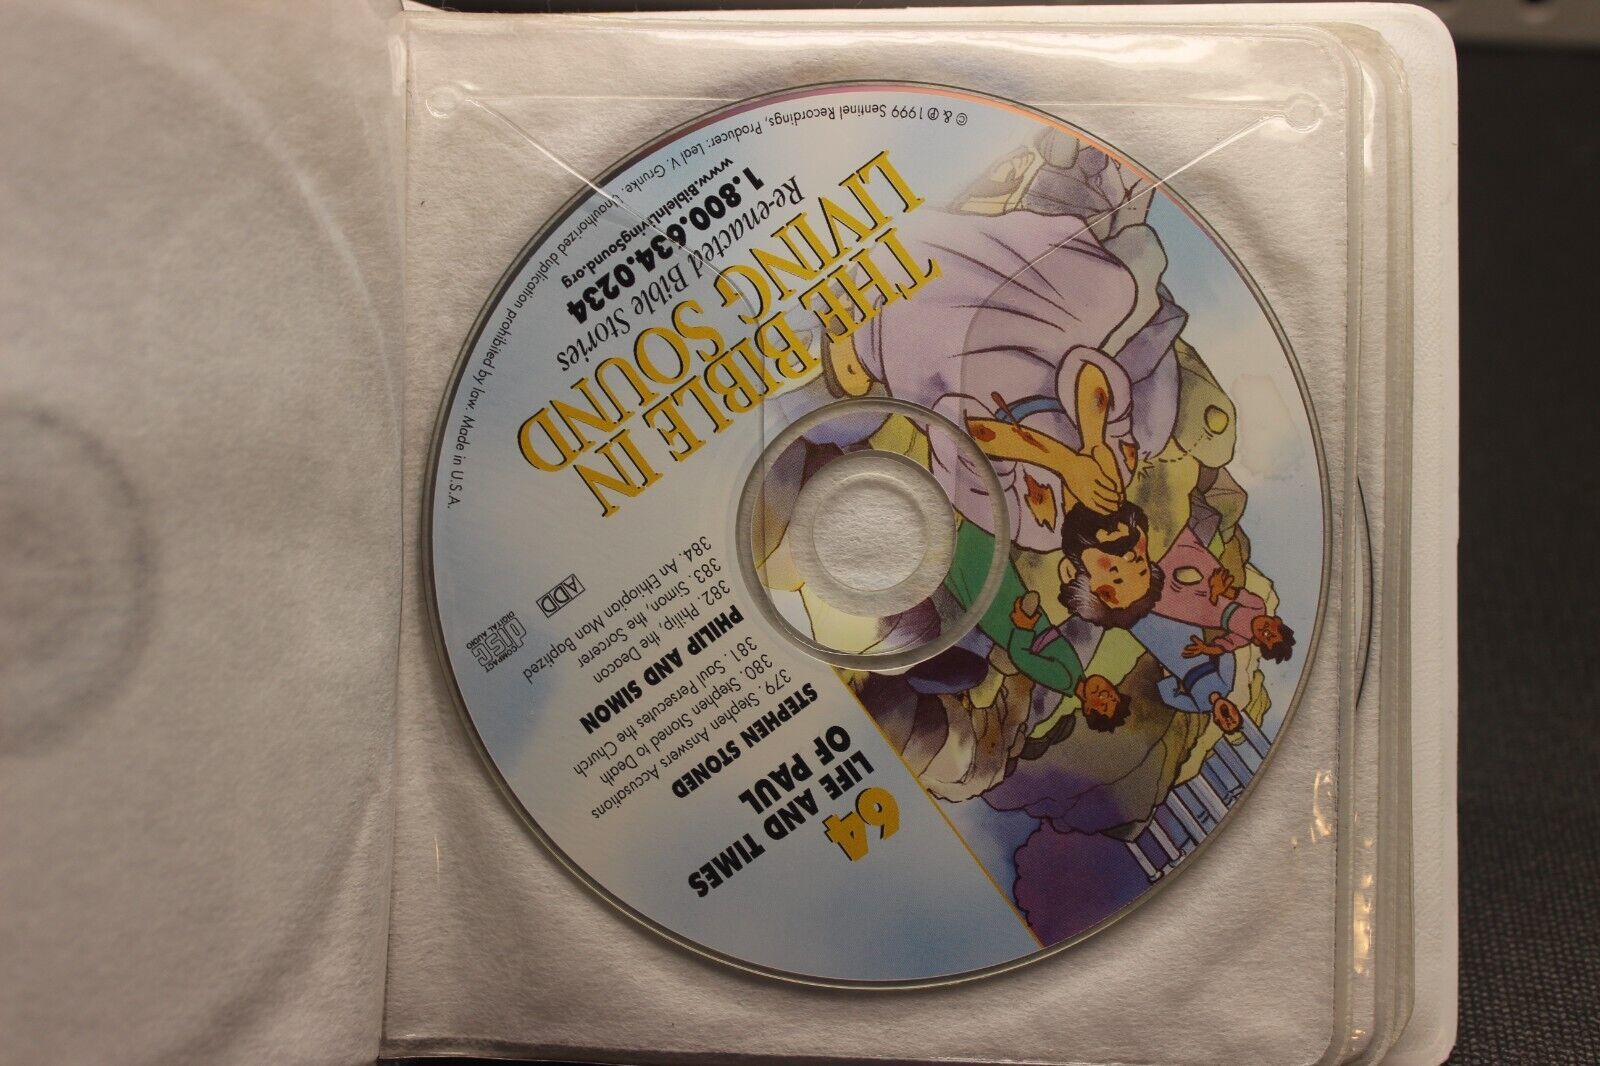 THE BIBLE IN
LIVING SOUND
Re-enacted Bible Stories
1.800.634.0234
www.BibleInLivingSound.org
© & ℗ 1999 Sentinel Recordings, Producer: Leal V. Grunke. Unauthorized duplication prohibited by law. Made in U.S.A.
64
LIFE AND TIMES
OF PAUL
STEPHEN STONED
379. Stephen Answers Accusations
380. Stephen Stoned to Death
381. Saul Persecutes the Church
PHILIP AND SIMON
382. Philip, the Deacon
383. Simon, the Sorcerer
384. An Ethiopian Man Baptized
ADD
COMPACT
disc
DIGITAL AUDIO